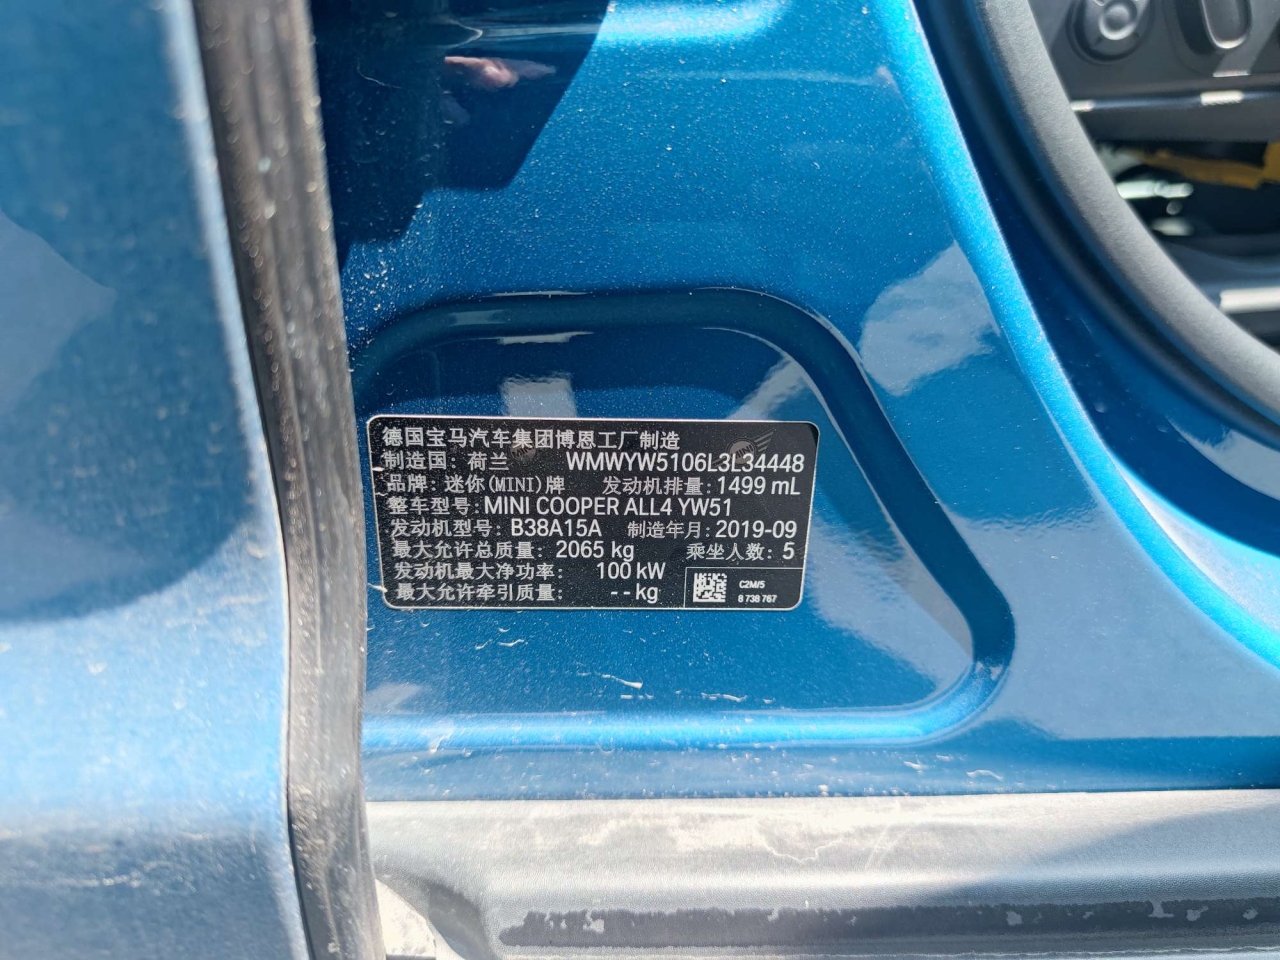 德国宝马汽车集团博恩工厂制造
制造国: 荷兰 WMWYW5106L3L34448
品牌: 迷你(MINI)牌 发动机排量: 1499 mL
整车型号: MINI COOPER ALL4 YW51
发动机型号: B38A15A 制造年月: 2019-09
最大允许总质量: 2065 kg 乘坐人数: 5
发动机最大净功率: 100 kW
最大允许牵引质量: -- kg
C2M/5
8 738 767